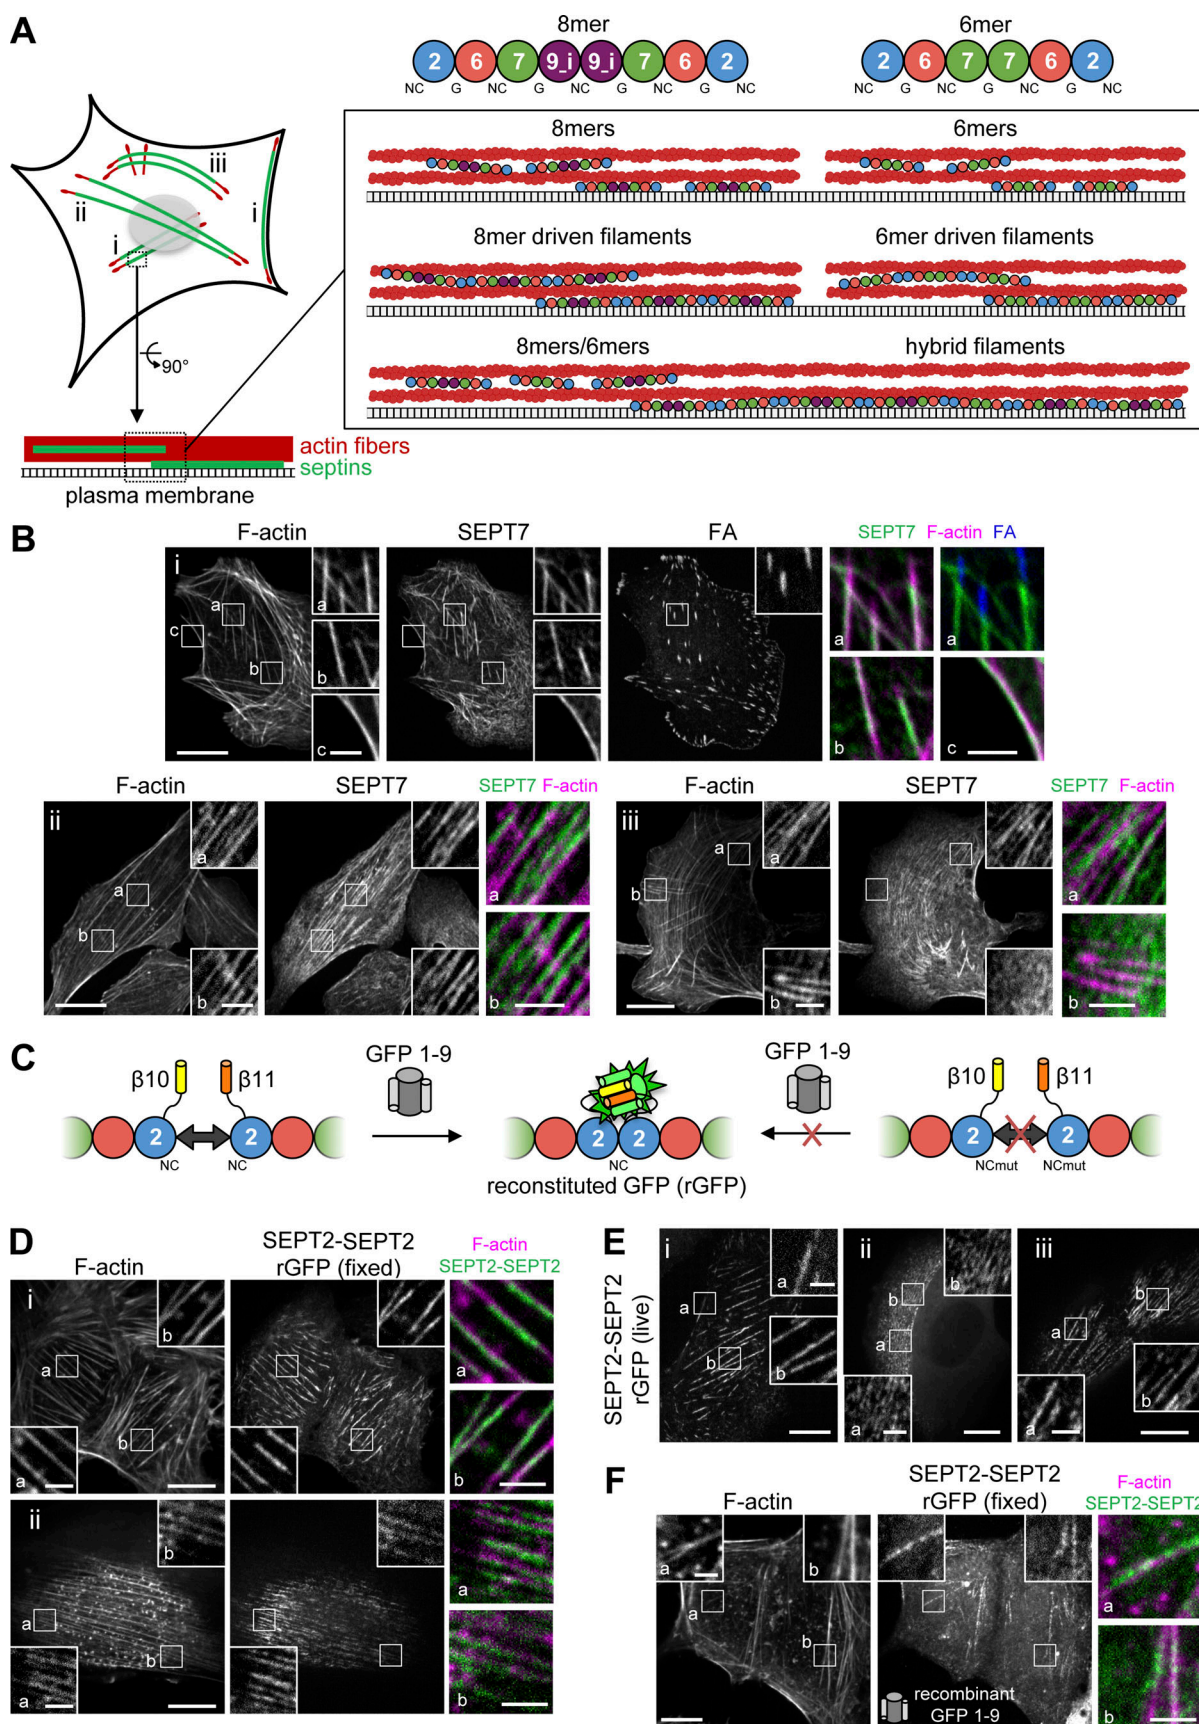 A
8mer
6mer
2 6 7 9_i 9_i 7 6 2
2 6 7 7 6 2
NC G NC G NC G NC G NC
NC G NC G NC G NC
8mers
6mers
8mer driven filaments
6mer driven filaments
8mers/6mers
hybrid filaments
iii
ii
i
i
90°
actin fibers
septins
plasma membrane
B
F-actin
SEPT7
FA
SEPT7 F-actin FA
i
a
c
b
a
b
c
a
a
b
c
F-actin
SEPT7
SEPT7 F-actin
F-actin
SEPT7
SEPT7 F-actin
ii
a
b
a
b
a
b
iii
a
b
a
b
a
b
C
β10
β11
GFP 1-9
GFP 1-9
β10
β11
2
2
2 2
2
2
NC
NC
NC
NCmut
NCmut
reconstituted GFP (rGFP)
D
F-actin
SEPT2-SEPT2
rGFP (fixed)
F-actin
SEPT2-SEPT2
i
b
a
b
a
a
b
ii
b
a
b
a
a
b
E
SEPT2-SEPT2
rGFP (live)
i
a
a
b
b
ii
b
b
a
a
iii
b
a
b
a
F
F-actin
SEPT2-SEPT2
rGFP (fixed)
F-actin
SEPT2-SEPT2
a
b
a
b
a
b
recombinant
GFP 1-9